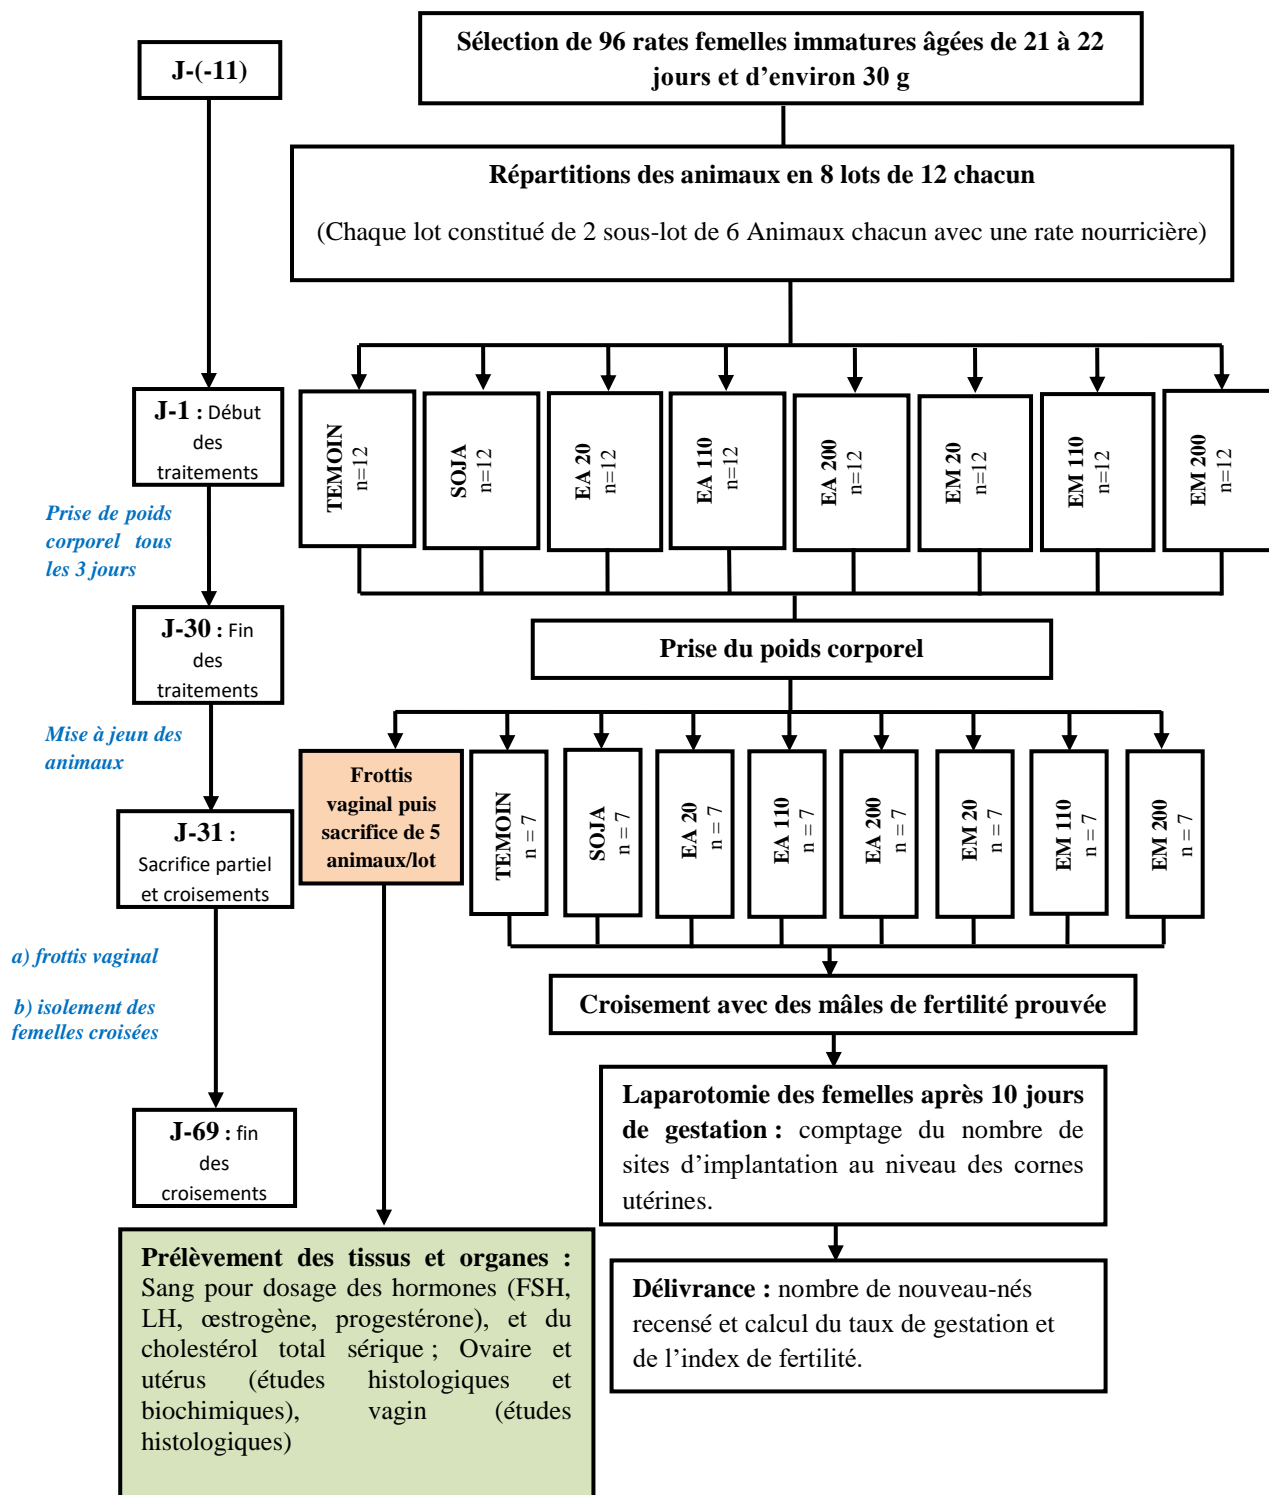 J-(-11)
Sélection de 96 rates femelles immatures âgées de 21 à 22
jours et d’environ 30 g
Répartitions des animaux en 8 lots de 12 chacun
(Chaque lot constitué de 2 sous-lot de 6 Animaux chacun avec une rate nourricière)
J-1 : Début
des
traitements
TEMOIN
n=12
SOJA
n=12
EA 20
n=12
EA 110
n=12
EA 200
n=12
EM 20
n=12
EM 110
n=12
EM 200
n=12
Prise de poids
corporel tous
les 3 jours
J-30 : Fin
des
traitements
Prise du poids corporel
Mise à jeun des
animaux
J-31 :
Sacrifice partiel
et croisements
Frottis
vaginal puis
sacrifice de 5
animaux/lot
TEMOIN
n = 7
SOJA
n = 7
EA 20
n = 7
EA 110
n = 7
EA 200
n = 7
EM 20
n = 7
EM 110
n = 7
EM 200
n = 7
a) frottis vaginal
b) isolement des
femelles croisées
Croisement avec des mâles de fertilité prouvée
Laparotomie des femelles après 10 jours
de gestation : comptage du nombre de
sites d’implantation au niveau des cornes
utérines.
J-69 : fin
des
croisements
Prélèvement des tissus et organes :
Sang pour dosage des hormones (FSH,
LH, œstrogène, progestérone), et du
cholestérol total sérique ; Ovaire et
utérus (études histologiques et
biochimiques), vagin (études
histologiques)
Délivrance : nombre de nouveau-nés
recensé et calcul du taux de gestation et
de l’index de fertilité.